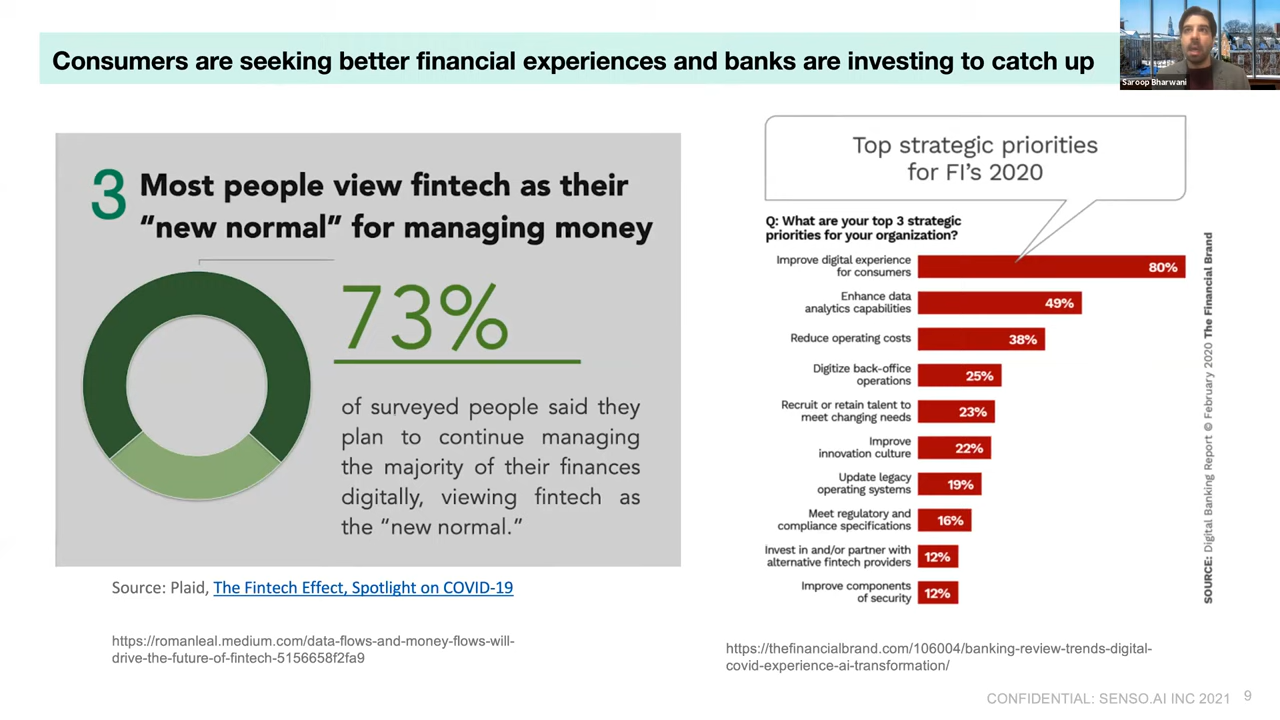 Consumers are seeking better financial experiences and banks are investing to catch up
Saroop Bharwani
3 Most people view fintech as their
“new normal” for managing money
73%
of surveyed people said they
plan to continue managing
the majority of their finances
digitally, viewing fintech as
the “new normal.”
Source: Plaid, The Fintech Effect, Spotlight on COVID-19
https://romanleal.medium.com/data-flows-and-money-flows-will-
drive-the-future-of-fintech-5156658f2fa9
Top strategic priorities
for FI’s 2020
Q: What are your top 3 strategic
priorities for your organization?
Improve digital experience
for consumers
80%
Enhance data
analytics capabilities
49%
Reduce operating costs
38%
Digitize back-office
operations
25%
Recruit or retain talent to
meet changing needs
23%
Improve
innovation culture
22%
Update legacy
operating systems
19%
Meet regulatory and
compliance specifications
16%
Invest in and/or partner with
alternative fintech providers
12%
Improve components
of security
12%
SOURCE: Digital Banking Report © February 2020 The Financial Brand
https://thefinancialbrand.com/106004/banking-review-trends-digital-
covid-experience-ai-transformation/
CONFIDENTIAL: SENSO.AI INC 2021 9